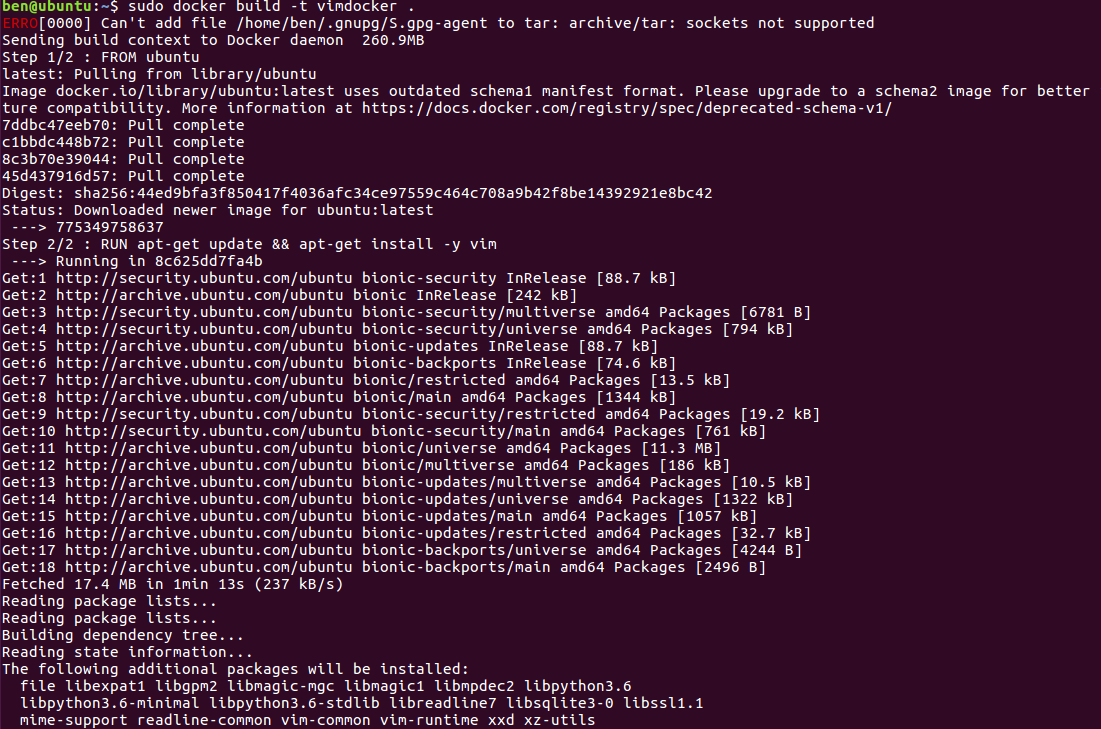 ben@ubuntu:~$ sudo docker build -t vimdocker .
ERRO[0000] Can't add file /home/ben/.gnupg/S.gpg-agent to tar: archive/tar: sockets not supported
Sending build context to Docker daemon  260.9MB
Step 1/2 : FROM ubuntu
latest: Pulling from library/ubuntu
Image docker.io/library/ubuntu:latest uses outdated schema1 manifest format. Please upgrade to a schema2 image for better
ture compatibility. More information at https://docs.docker.com/registry/spec/deprecated-schema-v1/
7ddbc47eeb70: Pull complete
c1bbdc448b72: Pull complete
8c3b70e39044: Pull complete
45d437916d57: Pull complete
Digest: sha256:44ed9bfa3f850417f4036afc34ce97559c464c708a9b42f8be14392921e8bc42
Status: Downloaded newer image for ubuntu:latest
 ---> 775349758637
Step 2/2 : RUN apt-get update && apt-get install -y vim
 ---> Running in 8c625dd7fa4b
Get:1 http://security.ubuntu.com/ubuntu bionic-security InRelease [88.7 kB]
Get:2 http://archive.ubuntu.com/ubuntu bionic InRelease [242 kB]
Get:3 http://security.ubuntu.com/ubuntu bionic-security/multiverse amd64 Packages [6781 B]
Get:4 http://security.ubuntu.com/ubuntu bionic-security/universe amd64 Packages [794 kB]
Get:5 http://archive.ubuntu.com/ubuntu bionic-updates InRelease [88.7 kB]
Get:6 http://archive.ubuntu.com/ubuntu bionic-backports InRelease [74.6 kB]
Get:7 http://archive.ubuntu.com/ubuntu bionic/restricted amd64 Packages [13.5 kB]
Get:8 http://archive.ubuntu.com/ubuntu bionic/main amd64 Packages [1344 kB]
Get:9 http://security.ubuntu.com/ubuntu bionic-security/restricted amd64 Packages [19.2 kB]
Get:10 http://security.ubuntu.com/ubuntu bionic-security/main amd64 Packages [761 kB]
Get:11 http://archive.ubuntu.com/ubuntu bionic/universe amd64 Packages [11.3 MB]
Get:12 http://archive.ubuntu.com/ubuntu bionic/multiverse amd64 Packages [186 kB]
Get:13 http://archive.ubuntu.com/ubuntu bionic-updates/multiverse amd64 Packages [10.5 kB]
Get:14 http://archive.ubuntu.com/ubuntu bionic-updates/universe amd64 Packages [1322 kB]
Get:15 http://archive.ubuntu.com/ubuntu bionic-updates/main amd64 Packages [1057 kB]
Get:16 http://archive.ubuntu.com/ubuntu bionic-updates/restricted amd64 Packages [32.7 kB]
Get:17 http://archive.ubuntu.com/ubuntu bionic-backports/universe amd64 Packages [4244 B]
Get:18 http://archive.ubuntu.com/ubuntu bionic-backports/main amd64 Packages [2496 B]
Fetched 17.4 MB in 1min 13s (237 kB/s)
Reading package lists...
Reading package lists...
Building dependency tree...
Reading state information...
The following additional packages will be installed:
  file libexpat1 libgpm2 libmagic-mgc libmagic1 libmpdec2 libpython3.6
  libpython3.6-minimal libpython3.6-stdlib libreadline7 libsqlite3-0 libssl1.1
  mime-support readline-common vim-common vim-runtime xxd xz-utils